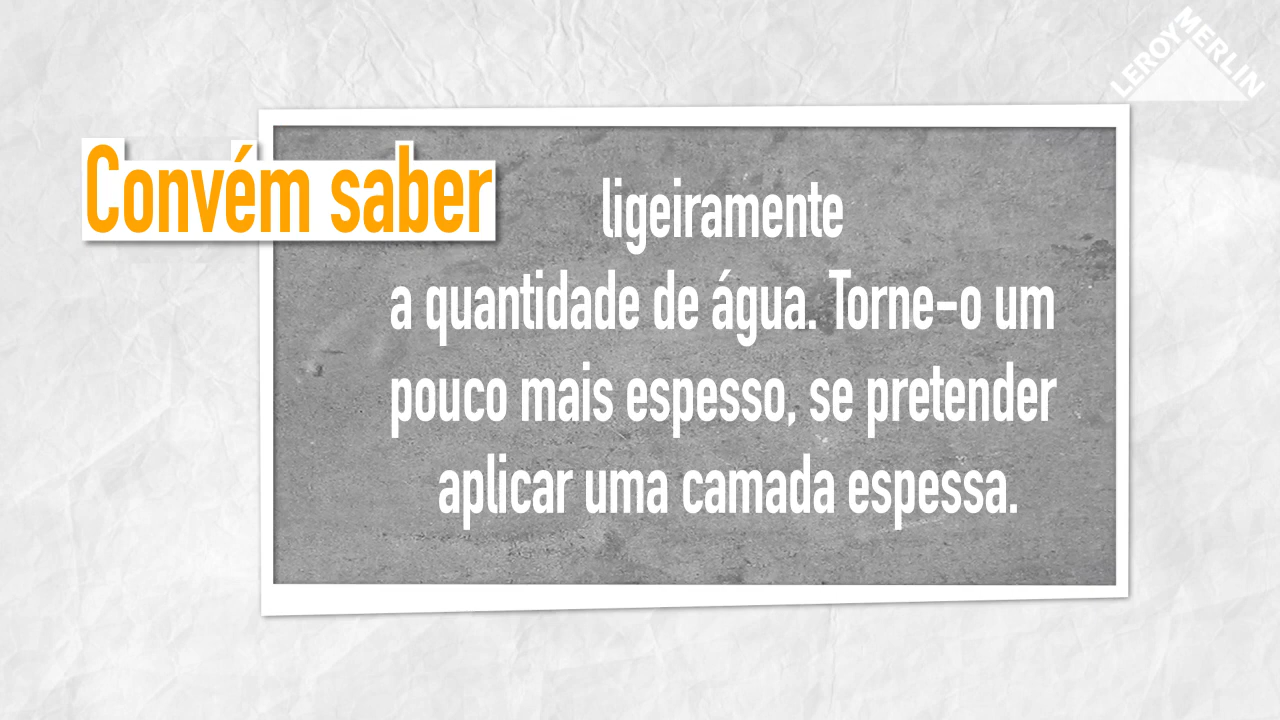 LEROY MERLIN
Convém saber
ligeiramente
a quantidade de água. Torne-o um
pouco mais espesso, se pretender
aplicar uma camada espessa.